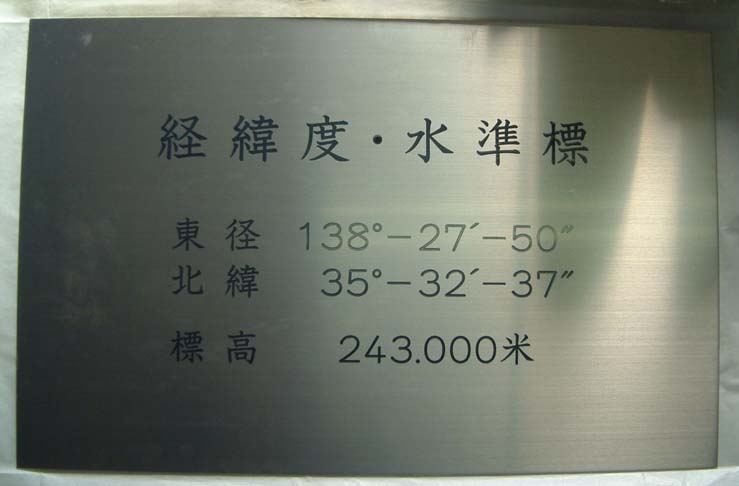 経緯度・水準標
東径 138°−27′−50″
北緯 35°−32′−37″
標高 243.000米